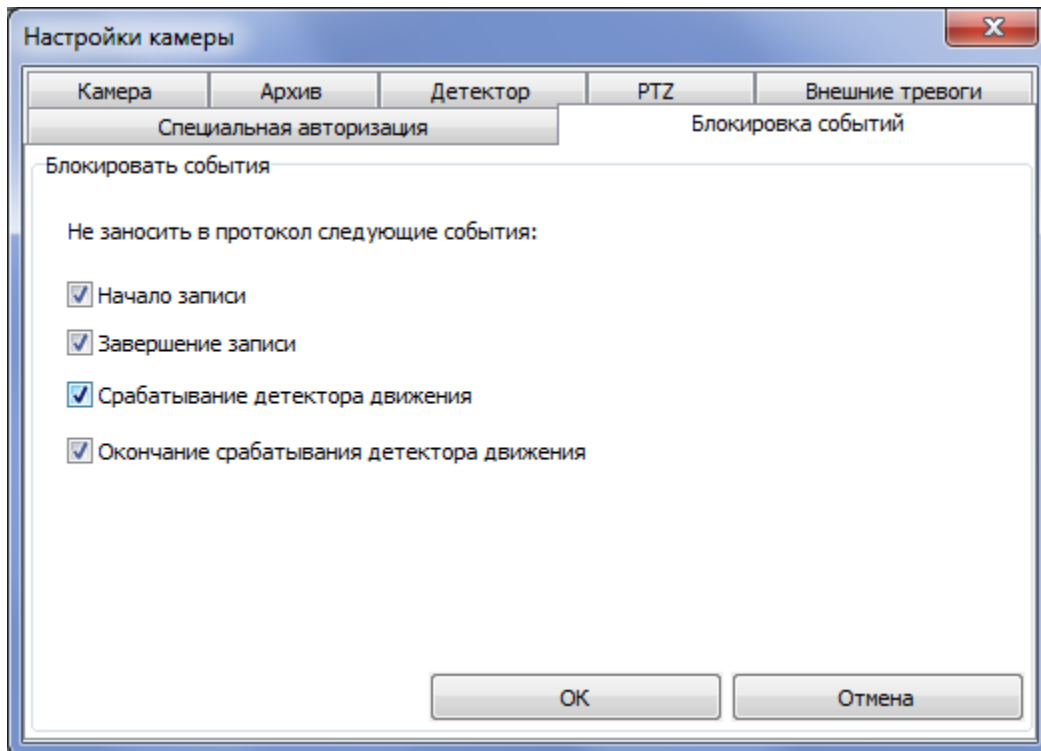 Настройки камеры
Камера Архив Детектор PTZ Внешние тревоги
Специальная авторизация Блокировка событий
Блокировать события
Не заносить в протокол следующие события:
Начало записи
Завершение записи
Срабатывание детектора движения
Окончание срабатывания детектора движения
OK Отмена